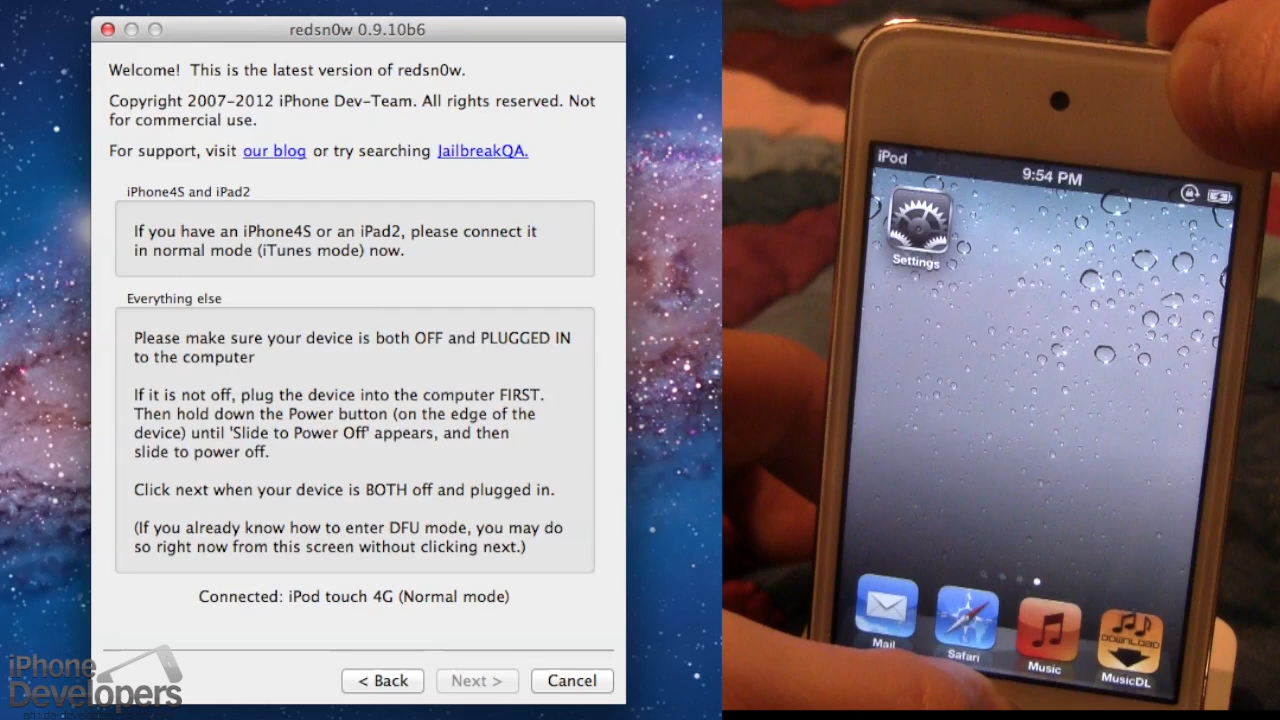 redsn0w 0.9.10b6
Welcome!  This is the latest version of redsn0w.
Copyright 2007-2012 iPhone Dev-Team. All rights reserved. Not
for commercial use.
For support, visit our blog or try searching JailbreakQA.
iPhone4S and iPad2
If you have an iPhone4S or an iPad2, please connect it
in normal mode (iTunes mode) now.
Everything else
Please make sure your device is both OFF and PLUGGED IN
to the computer
If it is not off, plug the device into the computer FIRST.
Then hold down the Power button (on the edge of the
device) until 'Slide to Power Off' appears, and then
slide to power off.
Click next when your device is BOTH off and plugged in.
(If you already know how to enter DFU mode, you may do
so right now from this screen without clicking next.)
Connected: iPod touch 4G (Normal mode)
< Back
Next >
Cancel
iPhone
Developers
iPod
9:54 PM
Settings
Mail
Safari
Music
DOWNLOAD
MusicDL